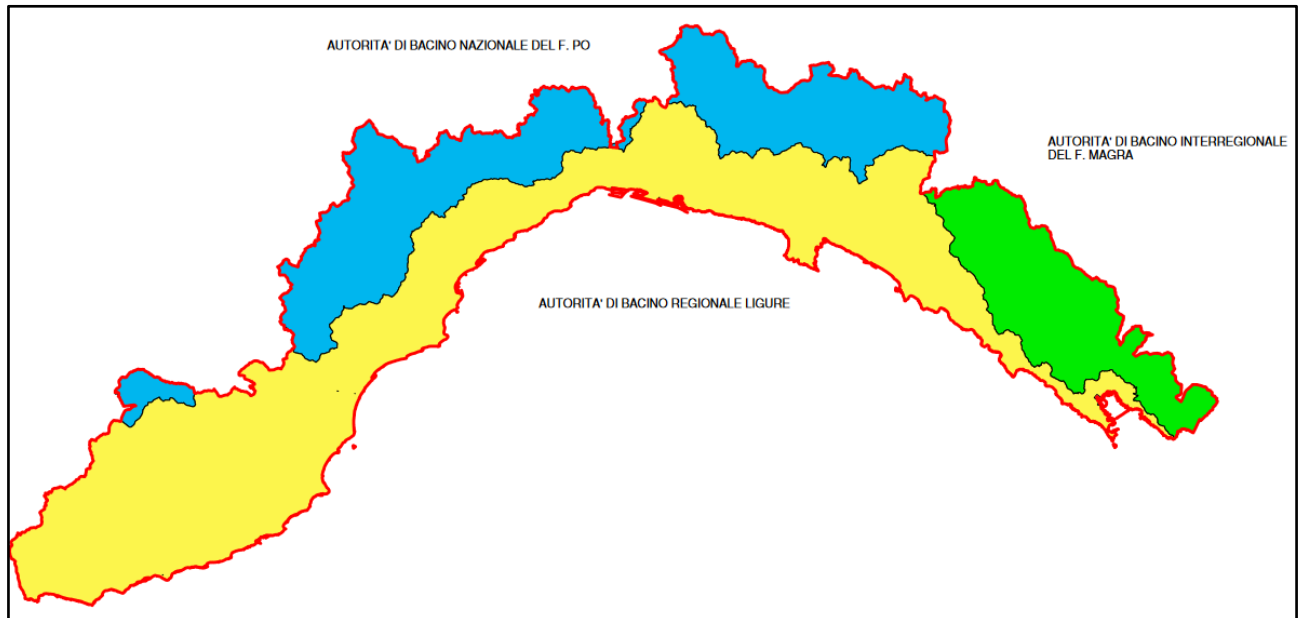 AUTORITA' DI BACINO NAZIONALE DEL F. PO
AUTORITA' DI BACINO INTERREGIONALE
DEL F. MAGRA
AUTORITA' DI BACINO REGIONALE LIGURE